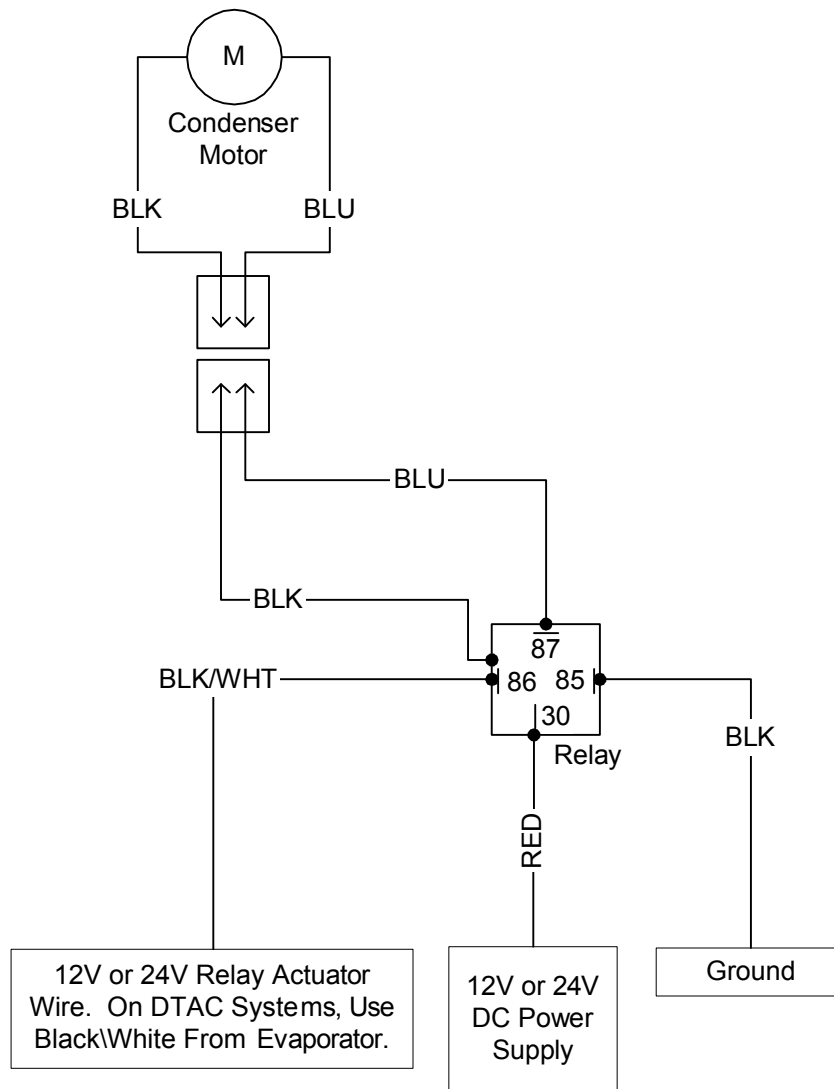 M
Condenser
Motor
BLK
BLU
BLU
BLK
87
BLK/WHT
86
85
30
Relay
BLK
RED
12V or 24V Relay Actuator
Wire. On DTAC Systems, Use
Black\White From Evaporator.
12V or 24V
DC Power
Supply
Ground